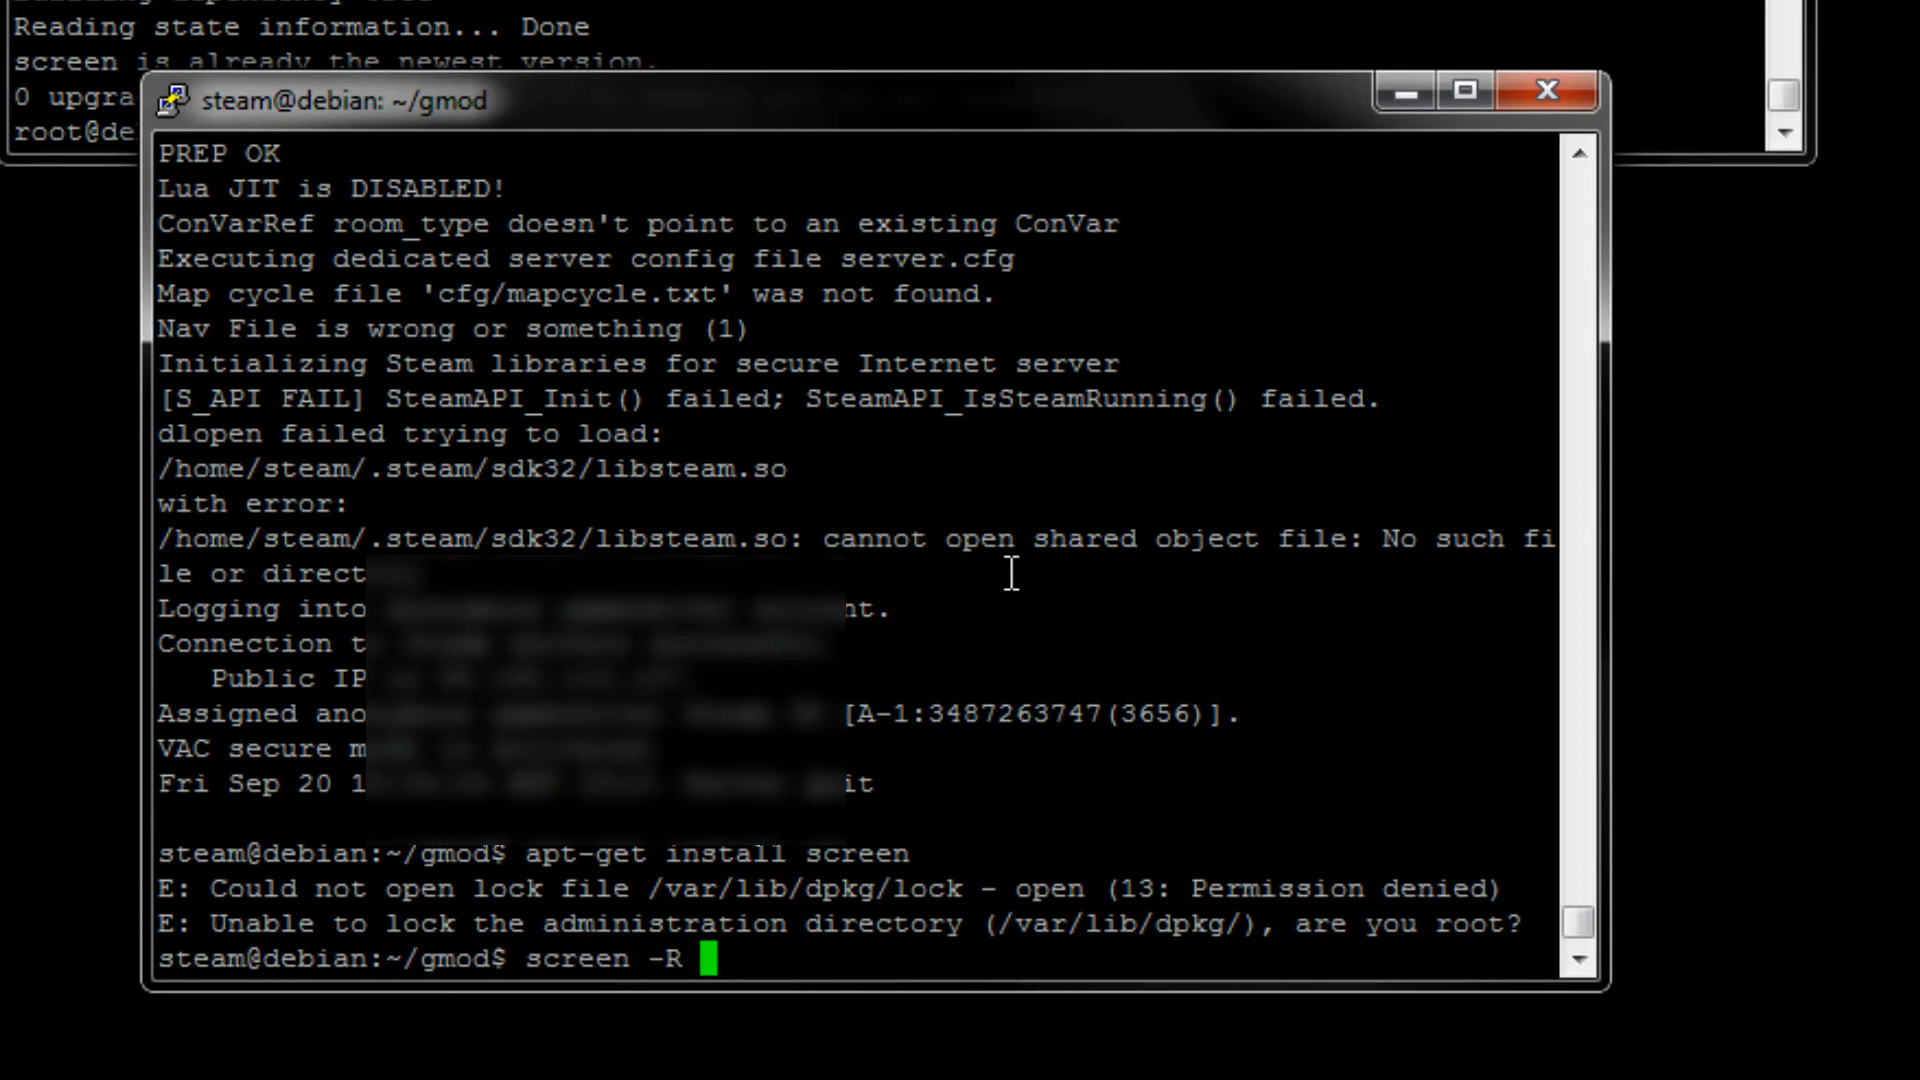 Reading state information... Done
screen is already the newest version.
0 upgra
root@de
steam@debian: ~/gmod
PREP OK
Lua JIT is DISABLED!
ConVarRef room_type doesn't point to an existing ConVar
Executing dedicated server config file server.cfg
Map cycle file 'cfg/mapcycle.txt' was not found.
Nav File is wrong or something (1)
Initializing Steam libraries for secure Internet server
[S_API FAIL] SteamAPI_Init() failed; SteamAPI_IsSteamRunning() failed.
dlopen failed trying to load:
/home/steam/.steam/sdk32/libsteam.so
with error:
/home/steam/.steam/sdk32/libsteam.so: cannot open shared object file: No such fi
le or direct
Logging into nt.
Connection t
Public IP
Assigned ano [A-1:3487263747(3656)].
VAC secure m
Fri Sep 20 1 it
steam@debian:~/gmod$ apt-get install screen
E: Could not open lock file /var/lib/dpkg/lock - open (13: Permission denied)
E: Unable to lock the administration directory (/var/lib/dpkg/), are you root?
steam@debian:~/gmod$ screen -R